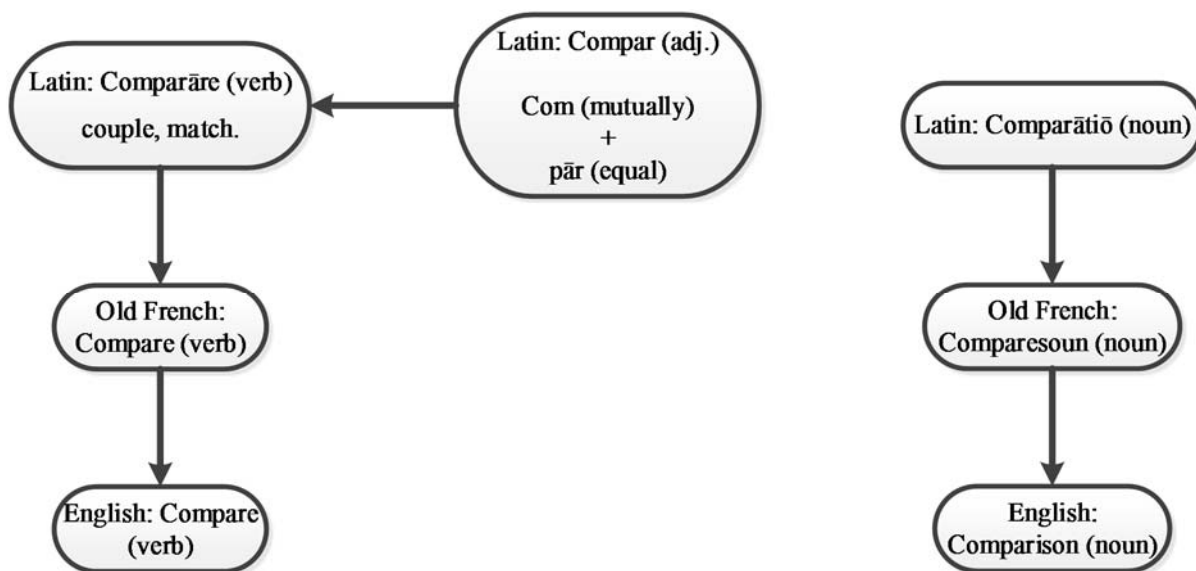 Latin: Comparāre (verb)
couple, match.
Latin: Compar (adj.)
Com (mutually)
+
pār (equal)
Latin: Comparātiō (noun)
Old French:
Compare (verb)
Old French:
Comparesoun (noun)
English: Compare
(verb)
English:
Comparison (noun)